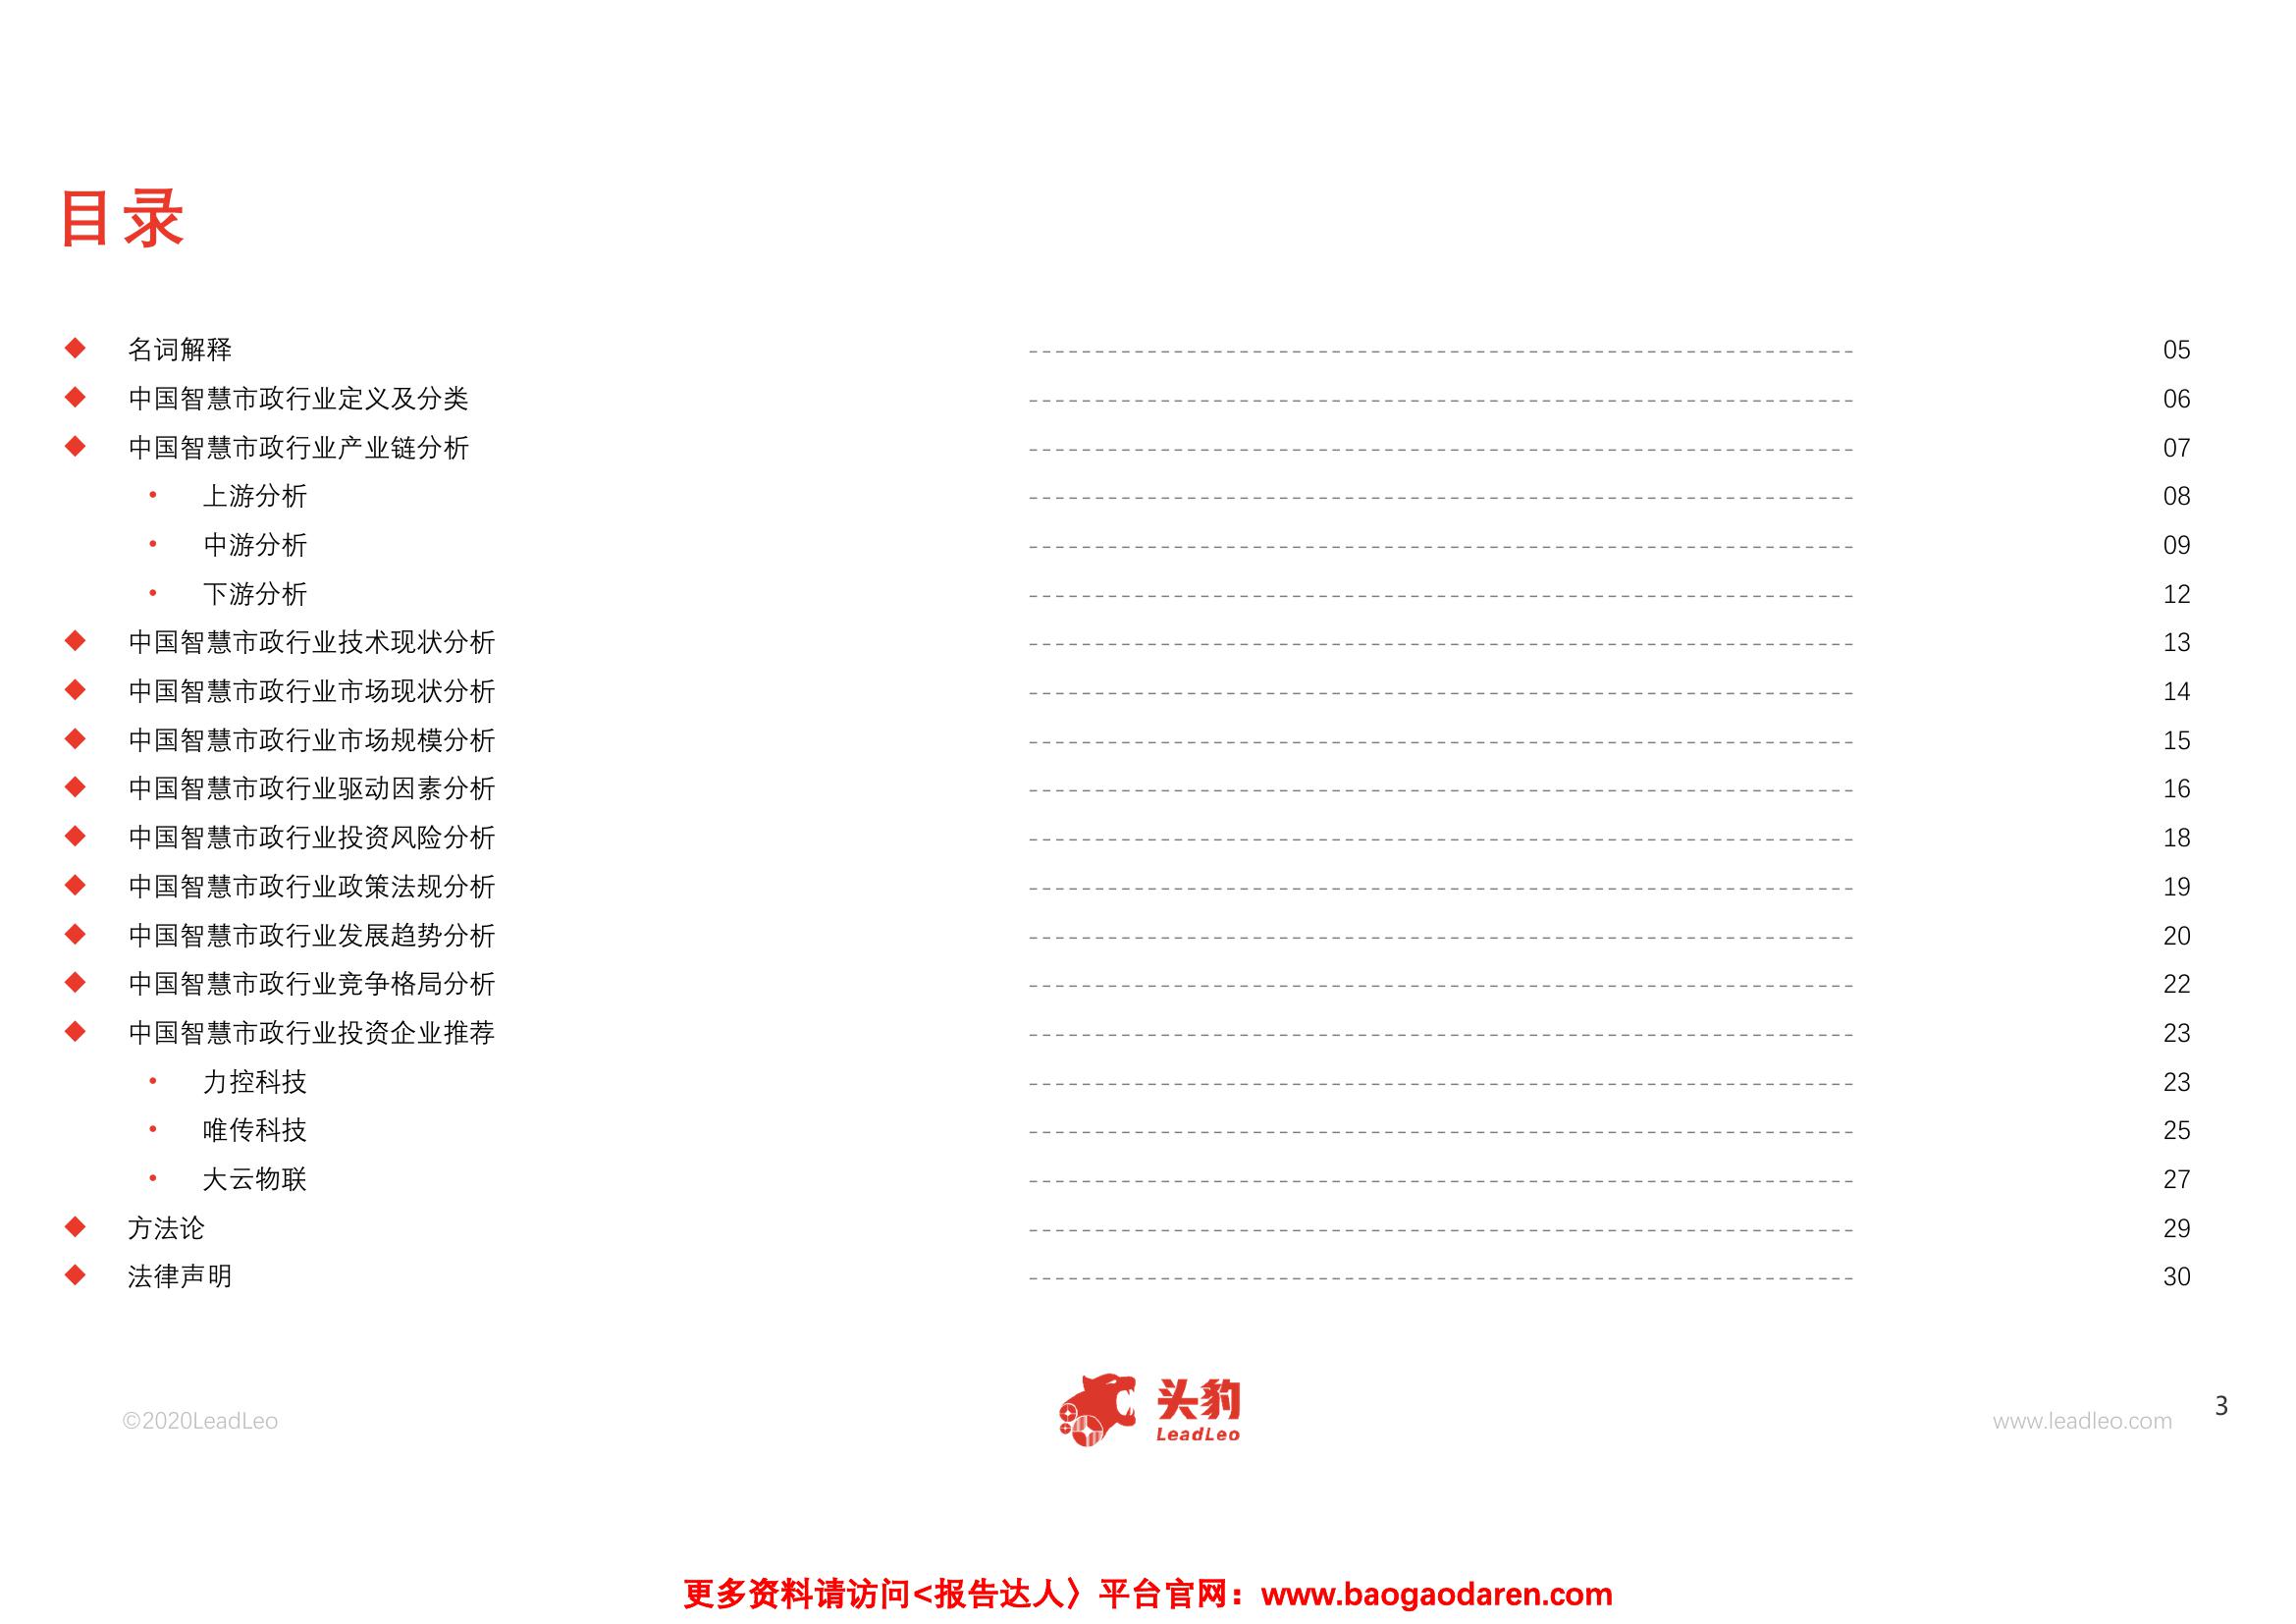 目录
◆ 名词解释 05
◆ 中国智慧市政行业定义及分类 06
◆ 中国智慧市政行业产业链分析 07
• 上游分析 08
• 中游分析 09
• 下游分析 12
◆ 中国智慧市政行业技术现状分析 13
◆ 中国智慧市政行业市场现状分析 14
◆ 中国智慧市政行业市场规模分析 15
◆ 中国智慧市政行业驱动因素分析 16
◆ 中国智慧市政行业投资风险分析 18
◆ 中国智慧市政行业政策法规分析 19
◆ 中国智慧市政行业发展趋势分析 20
◆ 中国智慧市政行业竞争格局分析 22
◆ 中国智慧市政行业投资企业推荐 23
• 力控科技 23
• 唯传科技 25
• 大云物联 27
◆ 方法论 29
◆ 法律声明 30
©2020LeadLeo
头豹
LeadLeo
www.leadleo.com
3
更多资料请访问<报告达人〉平台官网：www.baogaodaren.com